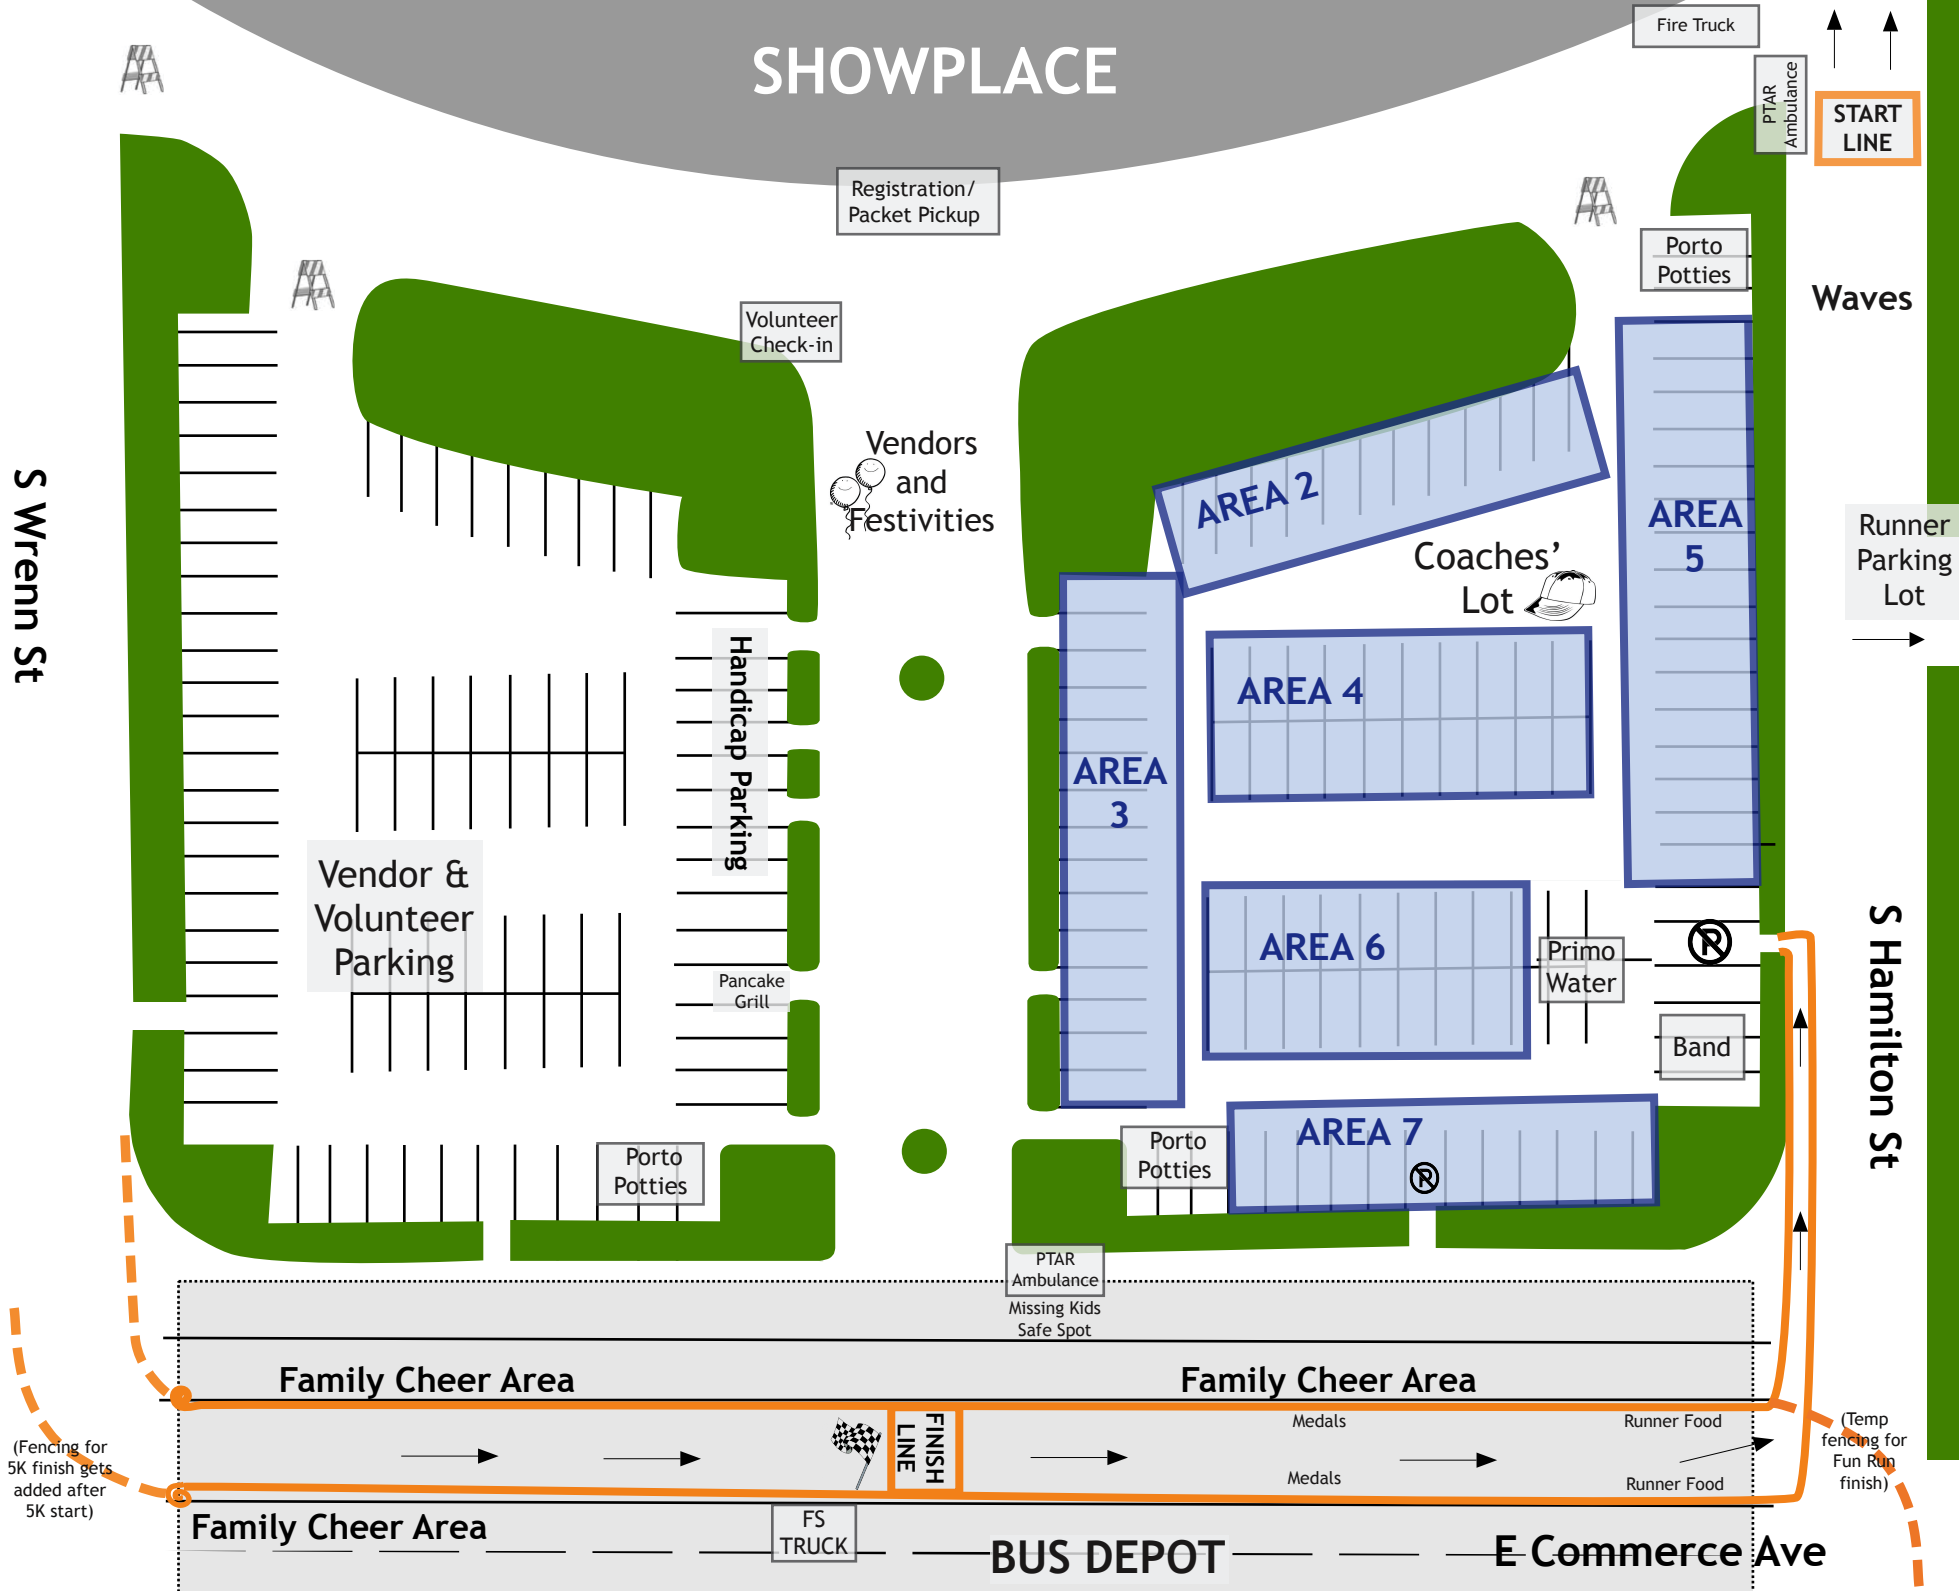 SHOWPLACE
Fire Truck
PTAR
Ambulance
START
LINE
Registration/
Packet Pickup
Porto
Potties
Waves
Volunteer
Check-in
Vendors
and
Festivities
AREA 2
AREA
5
S Wrenn St
Coaches'
Lot
Runner
Parking
Lot
Handicap Parking
AREA 4
AREA
3
Vendor &
Volunteer
Parking
AREA 6
Primo
Water
P
S Hamilton St
Pancake
Grill
Band
Porto
Potties
Porto
Potties
AREA 7
P
PTAR
Ambulance
Missing Kids
Safe Spot
Family Cheer Area
Family Cheer Area
FINISH
LINE
Medals
Runner Food
(Temp
fencing for
Fun Run
finish)
(Fencing for
5K finish gets
added after
5K start)
Medals
Runner Food
Family Cheer Area
FS
TRUCK
BUS DEPOT
E Commerce Ave